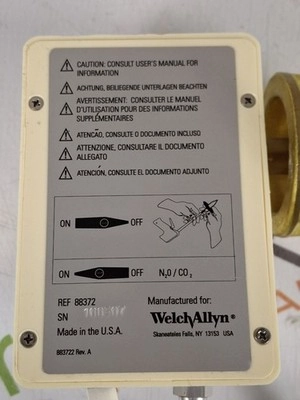 CAUTION: CONSULT USER'S MANUAL FOR
INFORMATION
ACHTUNG, BEILIEGENDE UNTERLAGEN BEACHTEN
AVERTISSEMENT: CONSULTER LE MANUEL
D'UTILISATION POUR DES INFORMATIONS
SUPPLÉMENTAIRES
ATENCÃO, CONSULTE O DOCUMENTO INCLUSO
ATTENZIONE, CONSULTARE IL DOCUMENTO
ALLEGATO
ATENCIÓN, CONSULTE EL DOCUMENTO ADJUNTO
ON OFF
ON OFF N₂O / CO₂
REF 88372 Manufactured for:
SN
WelchAllyn®
Made in the U.S.A. Skaneateles Falls, NY 13153 USA
883722 Rev. A